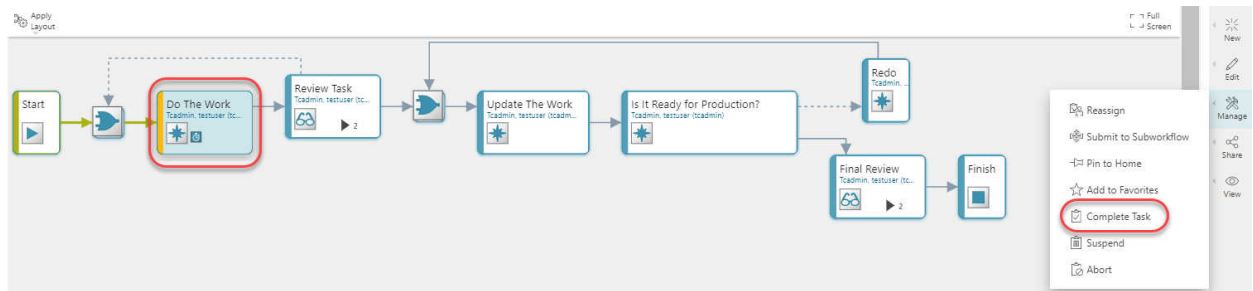 Apply
Layout
Full
Screen
New
Edit
Manage
Share
View
Start
Do The Work
Tcadmin, testuser (tc...
Review Task
Tcadmin, testuser (tc...
2
Update The Work
Tcadmin, testuser (tcadm...
Is It Ready for Production?
Tcadmin, testuser (tcadmin)
Redo
Tcadmin, ...
Final Review
Tcadmin, testuser (tc...
2
Finish
Reassign
Submit to Subworkflow
Pin to Home
Add to Favorites
Complete Task
Suspend
Abort